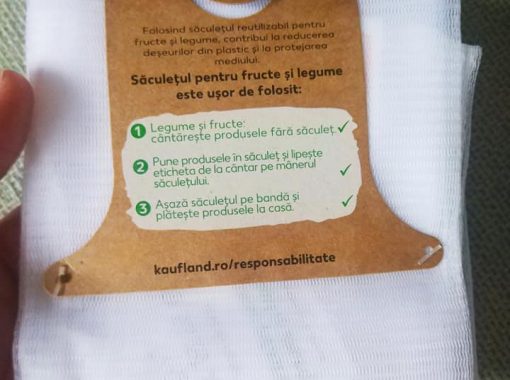 Folosind săculețul reutilizabil pentru
fructe și legume, contribui la reducerea
deșeurilor din plastic și la protejarea
mediului.
Săculețul pentru fructe și legume
este ușor de folosit:
1 Legume și fructe:
cântărește produsele fără săculeț.
2 Pune produsele în săculeț și lipește
eticheta de la cântar pe mânerul
săculețului.
3 Așază săculețul pe bandă și
plătește produsele la casă.
kaufland.ro/responsabilitate